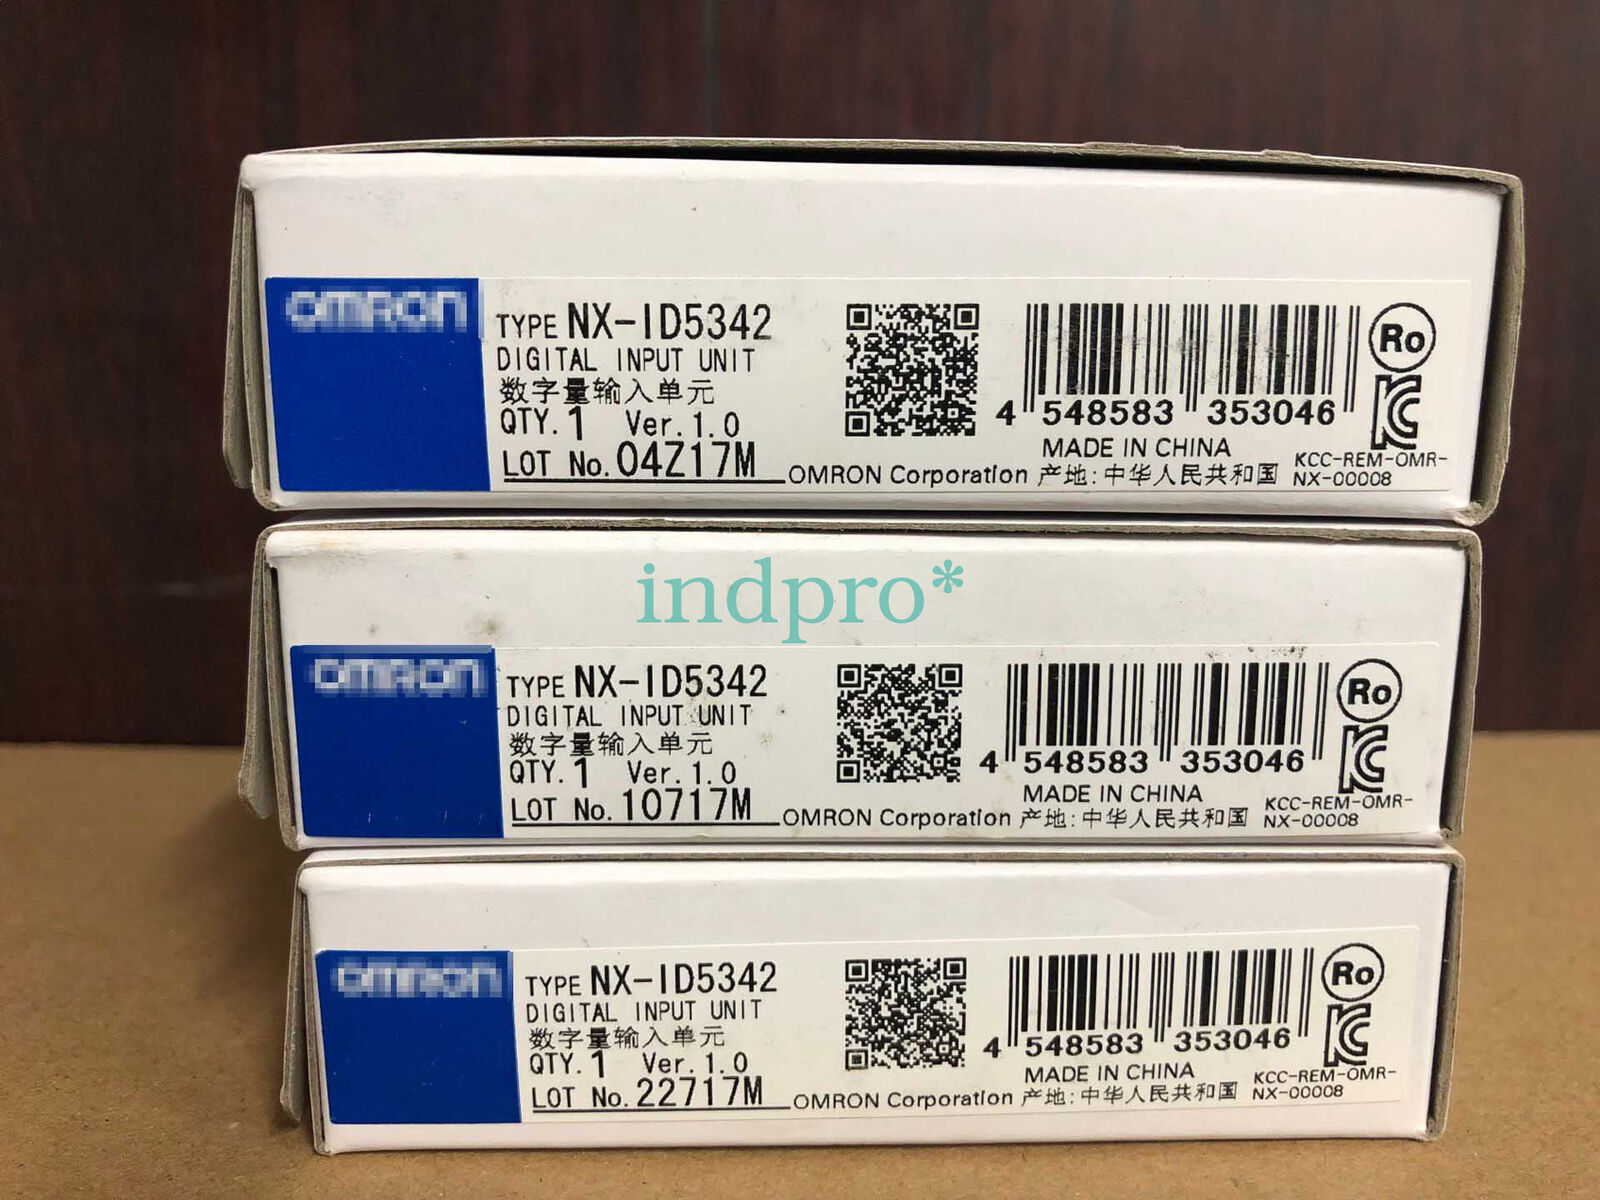 omron
TYPE NX-ID5342
DIGITAL INPUT UNIT
数字量输入单元
QTY. 1 Ver. 1.0
LOT No. 04Z17M
OMRON Corporation
4 548583 353046
MADE IN CHINA
产地:中华人民共和国
Ro
KC
KCC-REM-OMR-
NX-00008
indpro*
omron
TYPE NX-ID5342
DIGITAL INPUT UNIT
数字量输入单元
QTY. 1 Ver. 1.0
LOT No. 10717M
OMRON Corporation
4 548583 353046
MADE IN CHINA
产地:中华人民共和国
Ro
KC
KCC-REM-OMR-
NX-00008
omron
TYPE NX-ID5342
DIGITAL INPUT UNIT
数字量输入单元
QTY. 1 Ver. 1.0
LOT No. 22717M
OMRON Corporation
4 548583 353046
MADE IN CHINA
产地:中华人民共和国
Ro
KC
KCC-REM-OMR-
NX-00008